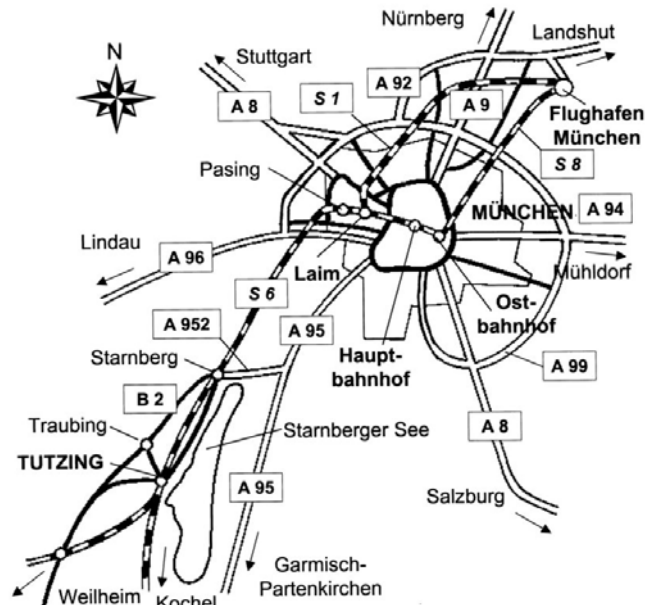 Nürnberg
Landshut
N
Stuttgart
A 92
S 1
A 9
A 8
Flughafen
München
S 8
Pasing
MÜNCHEN
A 94
Lindau
A 96
Laim
Mühldorf
S 6
Ost-
bahnhof
A 952
A 95
Haupt-
bahnhof
Starnberg
A 99
B 2
Traubing
Starnberger See
A 8
TUTZING
A 95
Salzburg
Garmisch-
Partenkirchen
Weilheim
Kochel